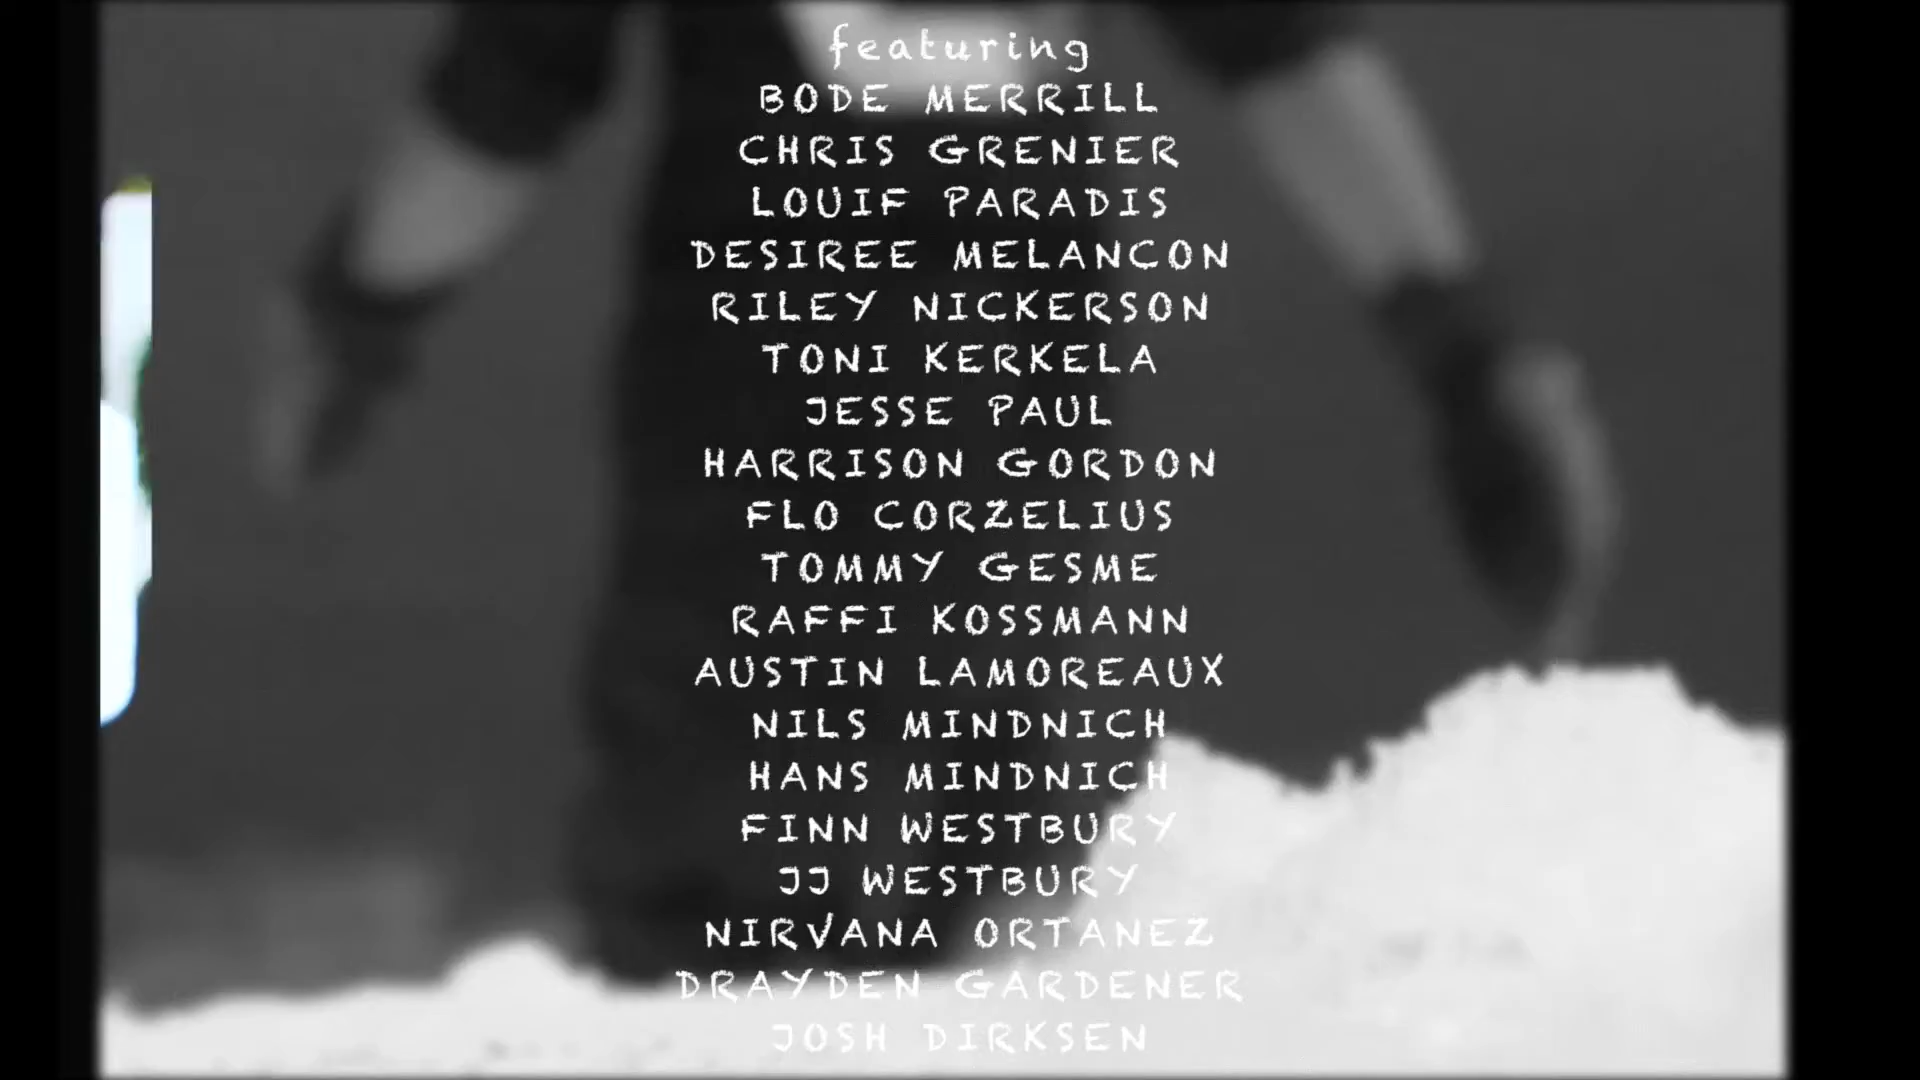 featuring
BODE MERRILL
CHRIS GRENIER
LOUIF PARADIS
DESIREE MELANCON
RILEY NICKERSON
TONI KERKELA
JESSE PAUL
HARRISON GORDON
FLO CORZELIUS
TOMMY GESME
RAFFI KOSSMANN
AUSTIN LAMOREAUX
NILS MINDNICH
HANS MINDNICH
FINN WESTBURY
JJ WESTBURY
NIRVANA ORTANEZ
DRAYDEN GARDENER
JOSH DIRKSEN